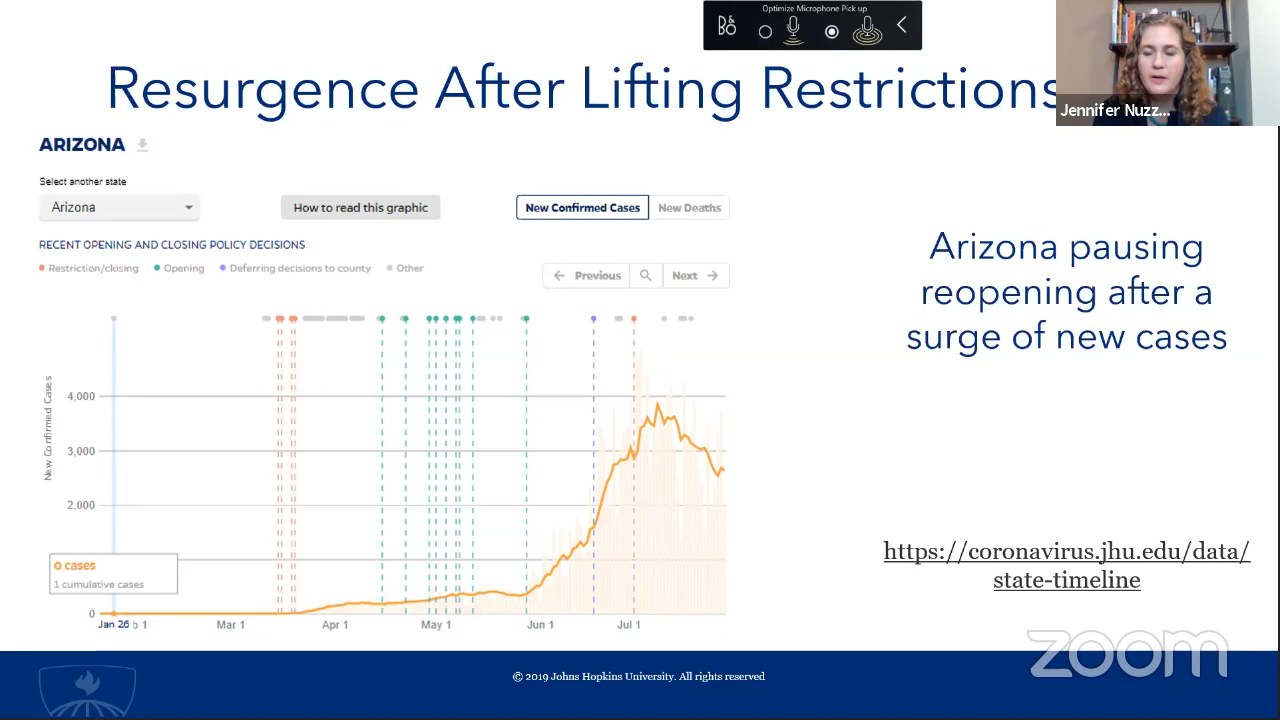 Optimize Microphone Pick up
B&O
Resurgence After Lifting Restrictions
Jennifer Nuzz...
ARIZONA
Select another state
Arizona
How to read this graphic
New Confirmed Cases
New Deaths
RECENT OPENING AND CLOSING POLICY DECISIONS
Restriction/closing
Opening
Deferring decisions to county
Other
Previous
Next
New Confirmed Cases
4,000
3,000
2,000
0 cases
1 cumulative cases
0
Jan 26
b 1
Mar 1
Apr 1
May 1
Jun 1
Jul 1
Arizona pausing
reopening after a
surge of new cases
https://coronavirus.jhu.edu/data/
state-timeline
zoom
© 2019 Johns Hopkins University. All rights reserved